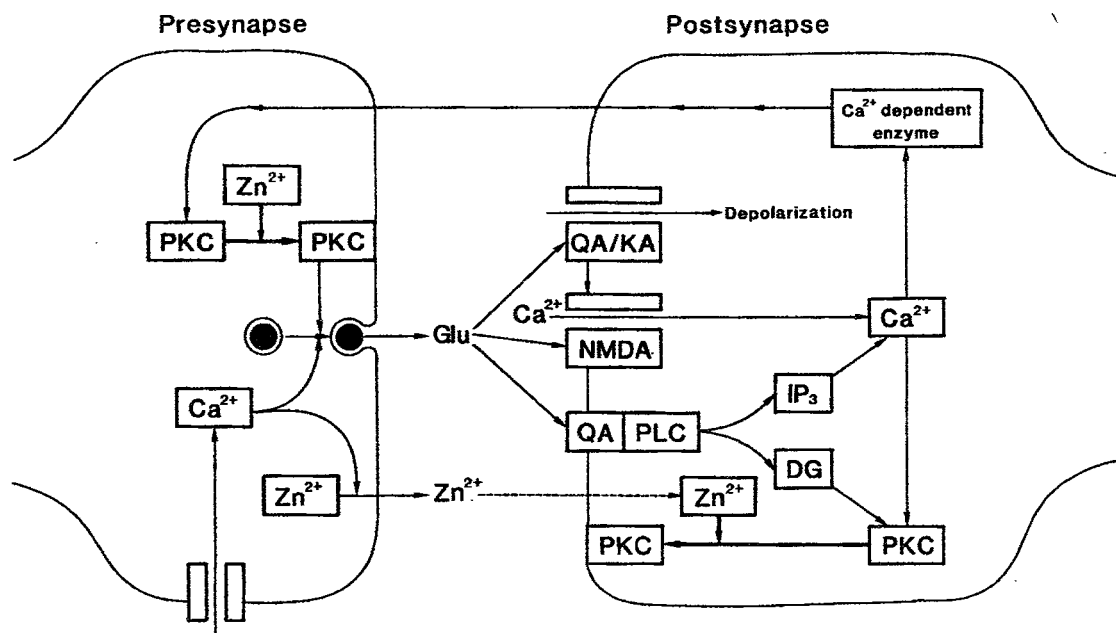 Presynapse
Postsynapse
Ca²⁺ dependent
enzyme
Zn²⁺
PKC
PKC
Depolarization
QA/KA
Ca²⁺
Ca²⁺
Glu
NMDA
Ca²⁺
IP₃
QA
PLC
DG
Zn²⁺
Zn²⁺
Zn²⁺
PKC
PKC